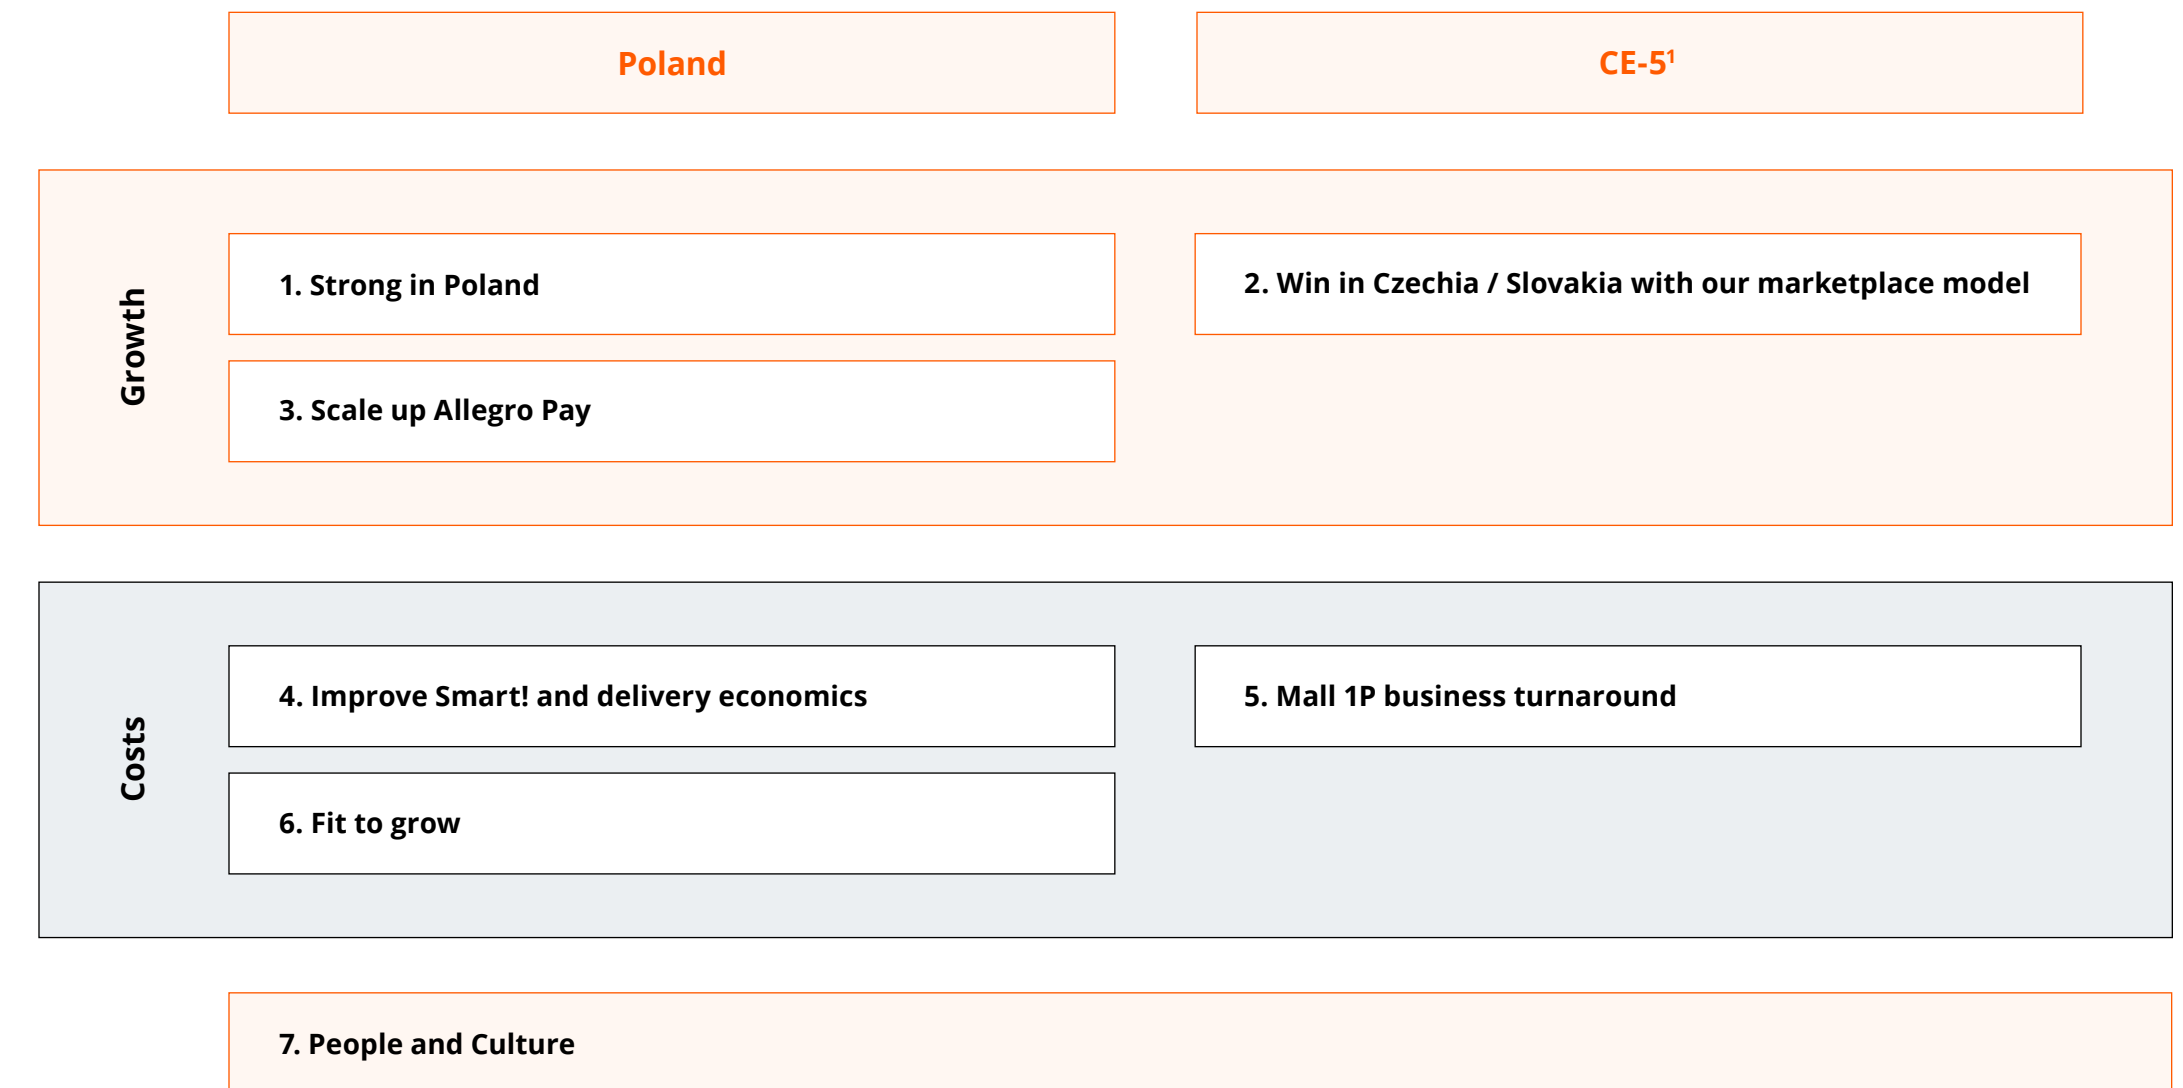 Poland
CE-5¹
Growth
1. Strong in Poland
2. Win in Czechia / Slovakia with our marketplace model
3. Scale up Allegro Pay
Costs
4. Improve Smart! and delivery economics
5. Mall 1P business turnaround
6. Fit to grow
7. People and Culture